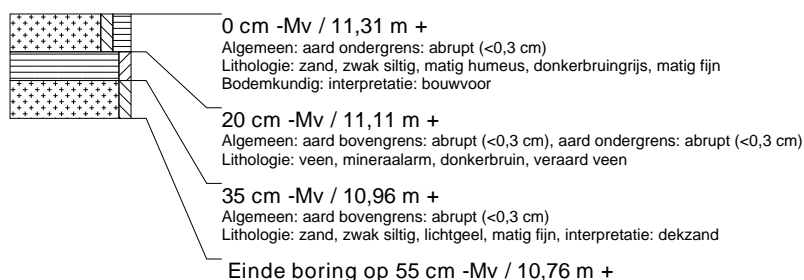 0 cm -Mv / 11,31 m +
Algemeen: aard ondergrens: abrupt (<0,3 cm)
Lithologie: zand, zwak siltig, matig humeus, donkerbruingrijs, matig fijn
Bodemkundig: interpretatie: bouwvoor
20 cm -Mv / 11,11 m +
Algemeen: aard bovengrens: abrupt (<0,3 cm), aard ondergrens: abrupt (<0,3 cm)
Lithologie: veen, mineraalarm, donkerbruin, veraard veen
35 cm -Mv / 10,96 m +
Algemeen: aard bovengrens: abrupt (<0,3 cm)
Lithologie: zand, zwak siltig, lichtgeel, matig fijn, interpretatie: dekzand
Einde boring op 55 cm -Mv / 10,76 m +